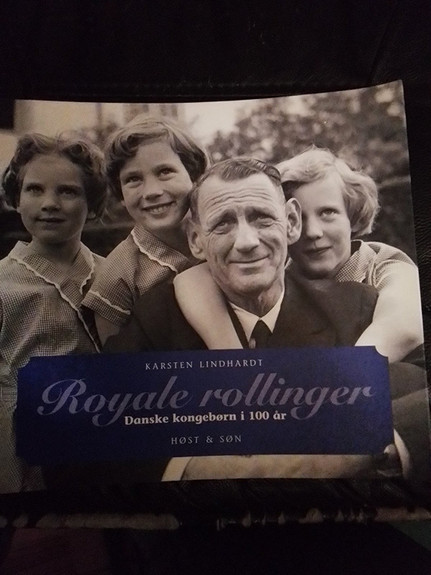 KARSTEN LINDHARDT
Royale rollinger
Danske kongebørn i 100 år
HØST & SØN